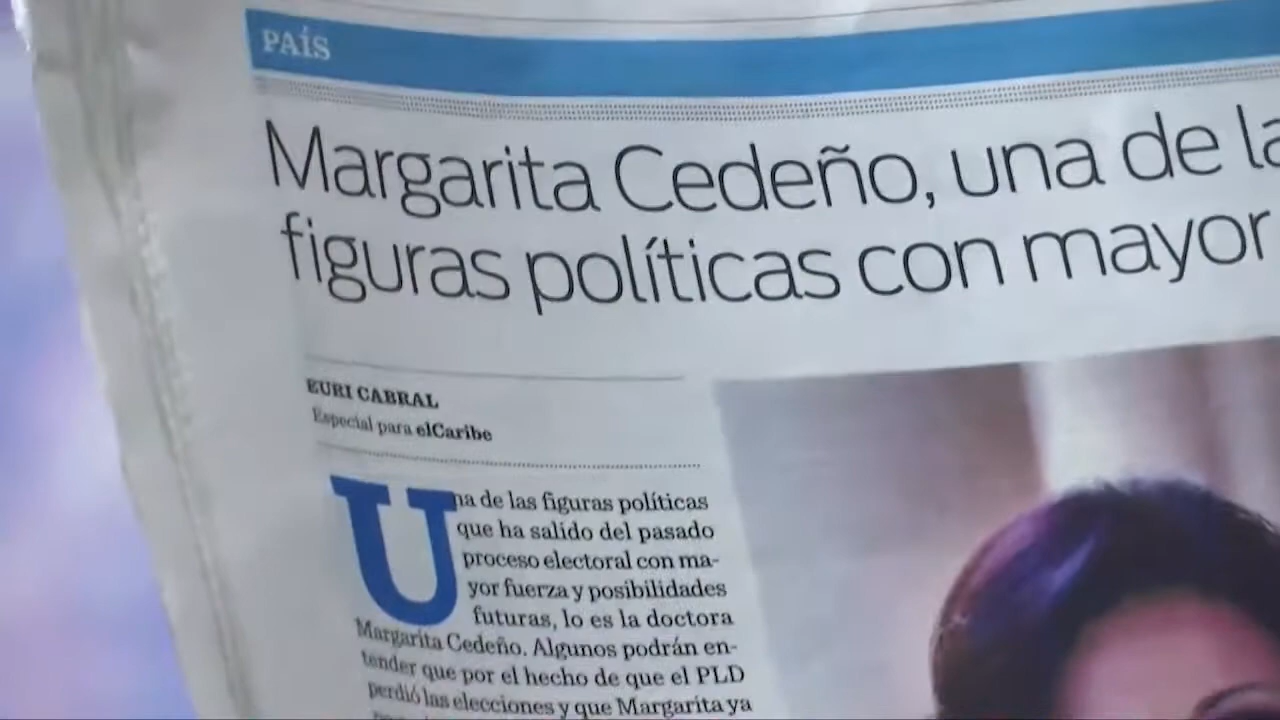 PAÍS
Margarita Cedeño, una de la
figuras políticas con mayor
EURI CABRAL
Especial para elCaribe
Una de las figuras políticas
que ha salido del pasado
proceso electoral con ma-
yor fuerza y posibilidades
futuras, lo es la doctora
Margarita Cedeño. Algunos podrán en-
tender que por el hecho de que el PLD
perdió las elecciones y que Margarita ya